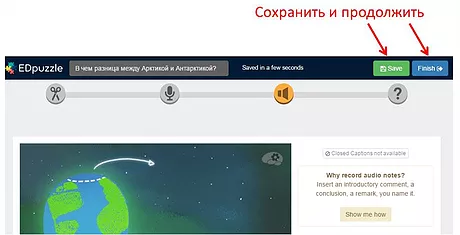 Сохранить и продолжить
EDpuzzle
В чем разница между Арктикой и Антарктикой?
Saved in a few seconds
Save
Finish
?
Closed Captions not available
Why record audio notes?
Insert an introductory comment, a
conclusion, a remark, you name it.
Show me how